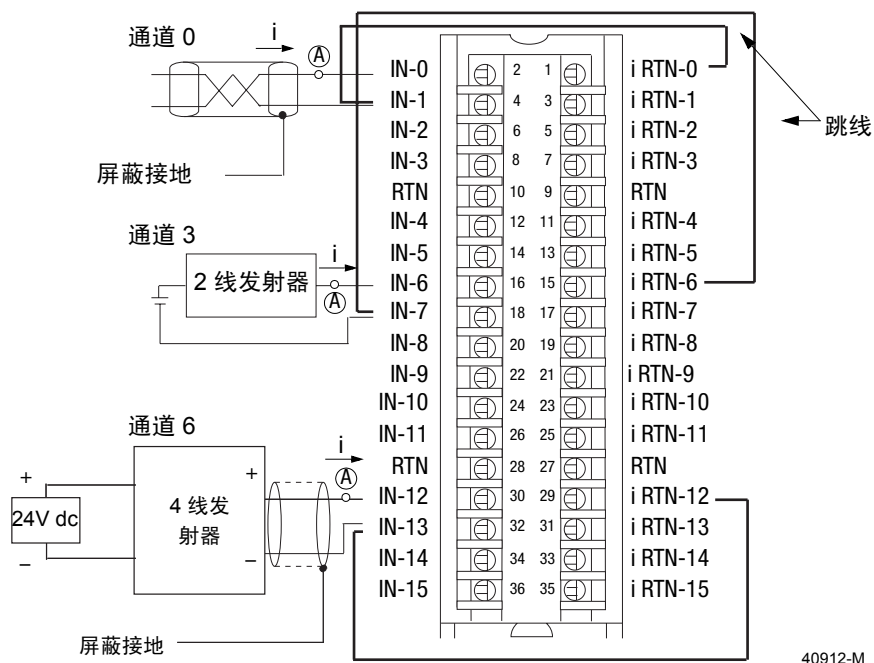 通道 0
i
A
屏蔽接地
通道 3
i
2 线发射器
A
通道 6
i
A
+
24V dc
–
4 线发
射器
+
–
屏蔽接地
IN-0 2 1 i RTN-0
IN-1 4 3 i RTN-1
IN-2 6 5 i RTN-2
IN-3 8 7 i RTN-3
RTN 10 9 RTN
IN-4 12 11 i RTN-4
IN-5 14 13 i RTN-5
IN-6 16 15 i RTN-6
IN-7 18 17 i RTN-7
IN-8 20 19 i RTN-8
IN-9 22 21 i RTN-9
IN-10 24 23 i RTN-10
IN-11 26 25 i RTN-11
RTN 28 27 RTN
IN-12 30 29 i RTN-12
IN-13 32 31 i RTN-13
IN-14 34 33 i RTN-14
IN-15 36 35 i RTN-15
跳线
40912-M